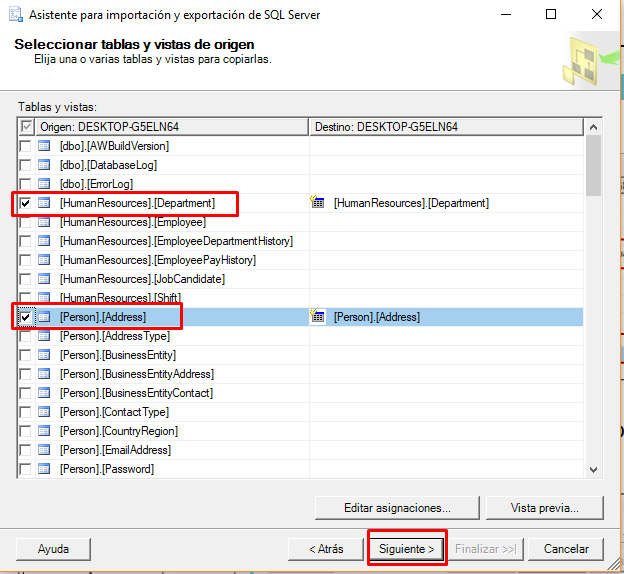 Asistente para importación y exportación de SQL Server
Seleccionar tablas y vistas de origen
Elija una o varias tablas y vistas para copiarlas.
Tablas y vistas:
Origen: DESKTOP-G5ELN64 Destino: DESKTOP-G5ELN64
[dbo].[AWBuildVersion]
[dbo].[DatabaseLog]
[dbo].[ErrorLog]
[HumanResources].[Department] [HumanResources].[Department]
[HumanResources].[Employee]
[HumanResources].[EmployeeDepartmentHistory]
[HumanResources].[EmployeePayHistory]
[HumanResources].[JobCandidate]
[HumanResources].[Shift]
[Person].[Address] [Person].[Address]
[Person].[AddressType]
[Person].[BusinessEntity]
[Person].[BusinessEntityAddress]
[Person].[BusinessEntityContact]
[Person].[ContactType]
[Person].[CountryRegion]
[Person].[EmailAddress]
[Person].[Password]
Editar asignaciones... Vista previa...
Ayuda < Atrás Siguiente > Finalizar >>| Cancelar